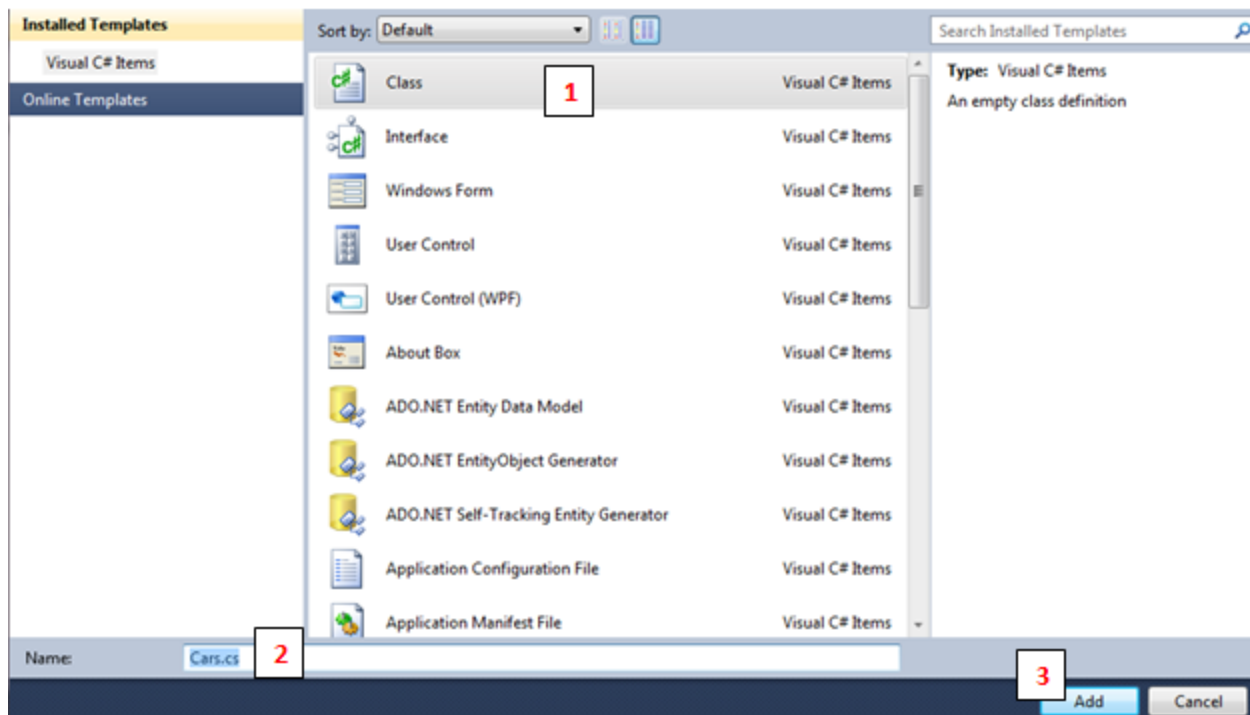 Installed Templates
Visual C# Items
Online Templates
Sort by: Default
Search Installed Templates
Class Visual C# Items
1
Interface Visual C# Items
Windows Form Visual C# Items
User Control Visual C# Items
User Control (WPF) Visual C# Items
About Box Visual C# Items
ADO.NET Entity Data Model Visual C# Items
ADO.NET EntityObject Generator Visual C# Items
ADO.NET Self-Tracking Entity Generator Visual C# Items
Application Configuration File Visual C# Items
Application Manifest File Visual C# Items
Type: Visual C# Items
An empty class definition
Name: Cars.cs
2
3
Add Cancel